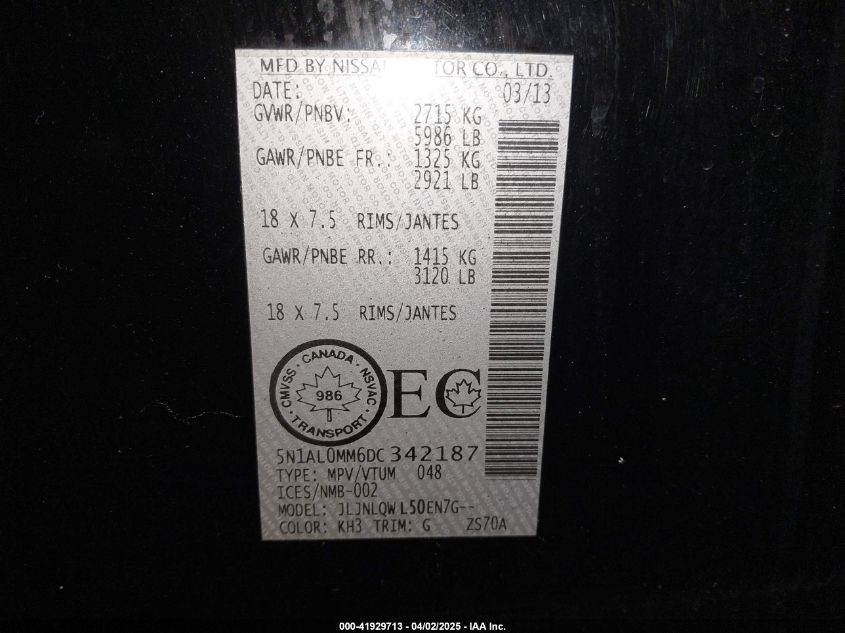 MFD BY NISSAN MOTOR CO., LTD.
DATE: 03/13
GVWR/PNBV: 2715 KG
5986 LB
GAWR/PNBE FR.: 1325 KG
2921 LB
18 X 7.5 RIMS/JANTES
GAWR/PNBE RR.: 1415 KG
3120 LB
18 X 7.5 RIMS/JANTES
CMVSS · CANADA · NSVAC · TRANSPORT ·
986
EC
5N1AL0MM6DC342187
TYPE: MPV/VTUM 048
ICES/NMB-002
MODEL: JLJNLQWL50EN7G--
COLOR: KH3 TRIM: G ZS70A
000-41929713 - 04/02/2025 - IAA Inc.